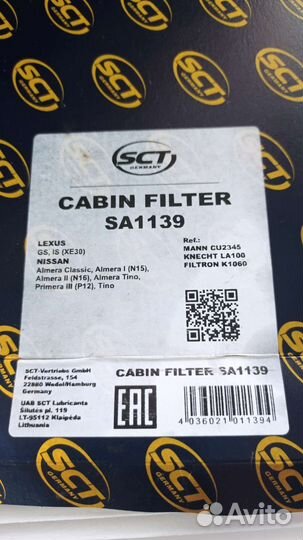 SCT
GERMANY
CABIN FILTER
SA1139
LEXUS
GS, IS (XE30)
NISSAN
Almera Classic, Almera I (N15),
Almera II (N16), Almera Tino,
Primera III (P12), Tino
Ref.:
MANN CU2345
KNECHT LA100
FILTRON K1060
SCT-Vertriebs GmbH
Feldstrasse, 154
22880 Wedel/Hamburg
Germany
UAB SCT Lubricants
Šilutės pl. 119
LT-95112 Klaipėda
Lithuania
CABIN FILTER SA1139
EAC
4 036021 011394
SCT
GERMANY
Avito